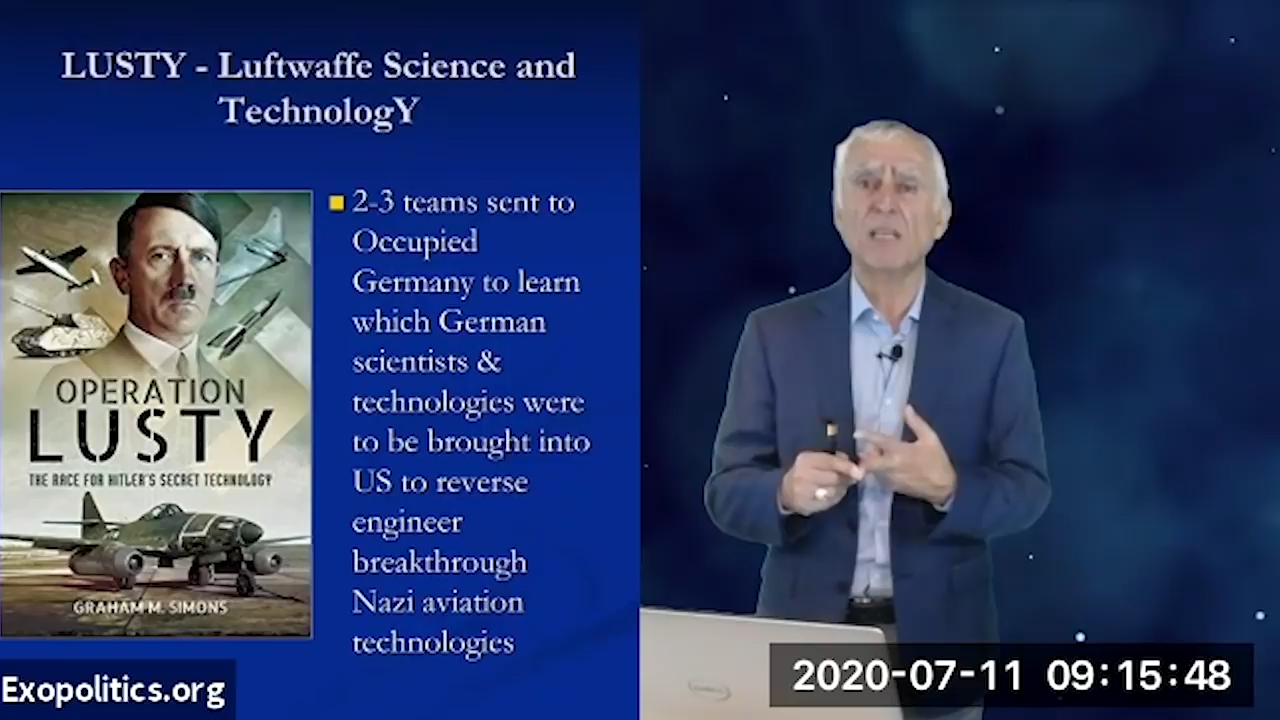 LUSTY - Luftwaffe Science and
TechnologY
OPERATION
LUSTY
THE RACE FOR HITLER'S SECRET TECHNOLOGY
GRAHAM M. SIMONS
2-3 teams sent to
Occupied
Germany to learn
which German
scientists &
technologies were
to be brought into
US to reverse
engineer
breakthrough
Nazi aviation
technologies
Exopolitics.org
2020-07-11 09:15:48